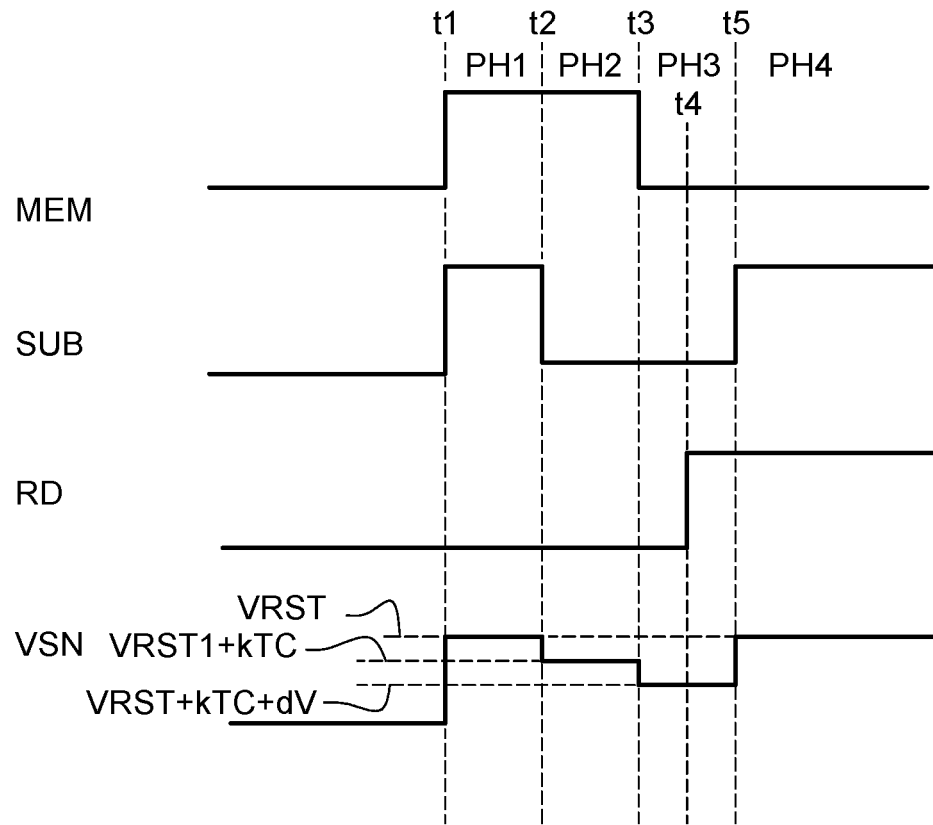 t1 t2 t3 t5
PH1 PH2 PH3 PH4
t4
MEM
SUB
RD
VRST
VSN VRST1+kTC
VRST+kTC+dV